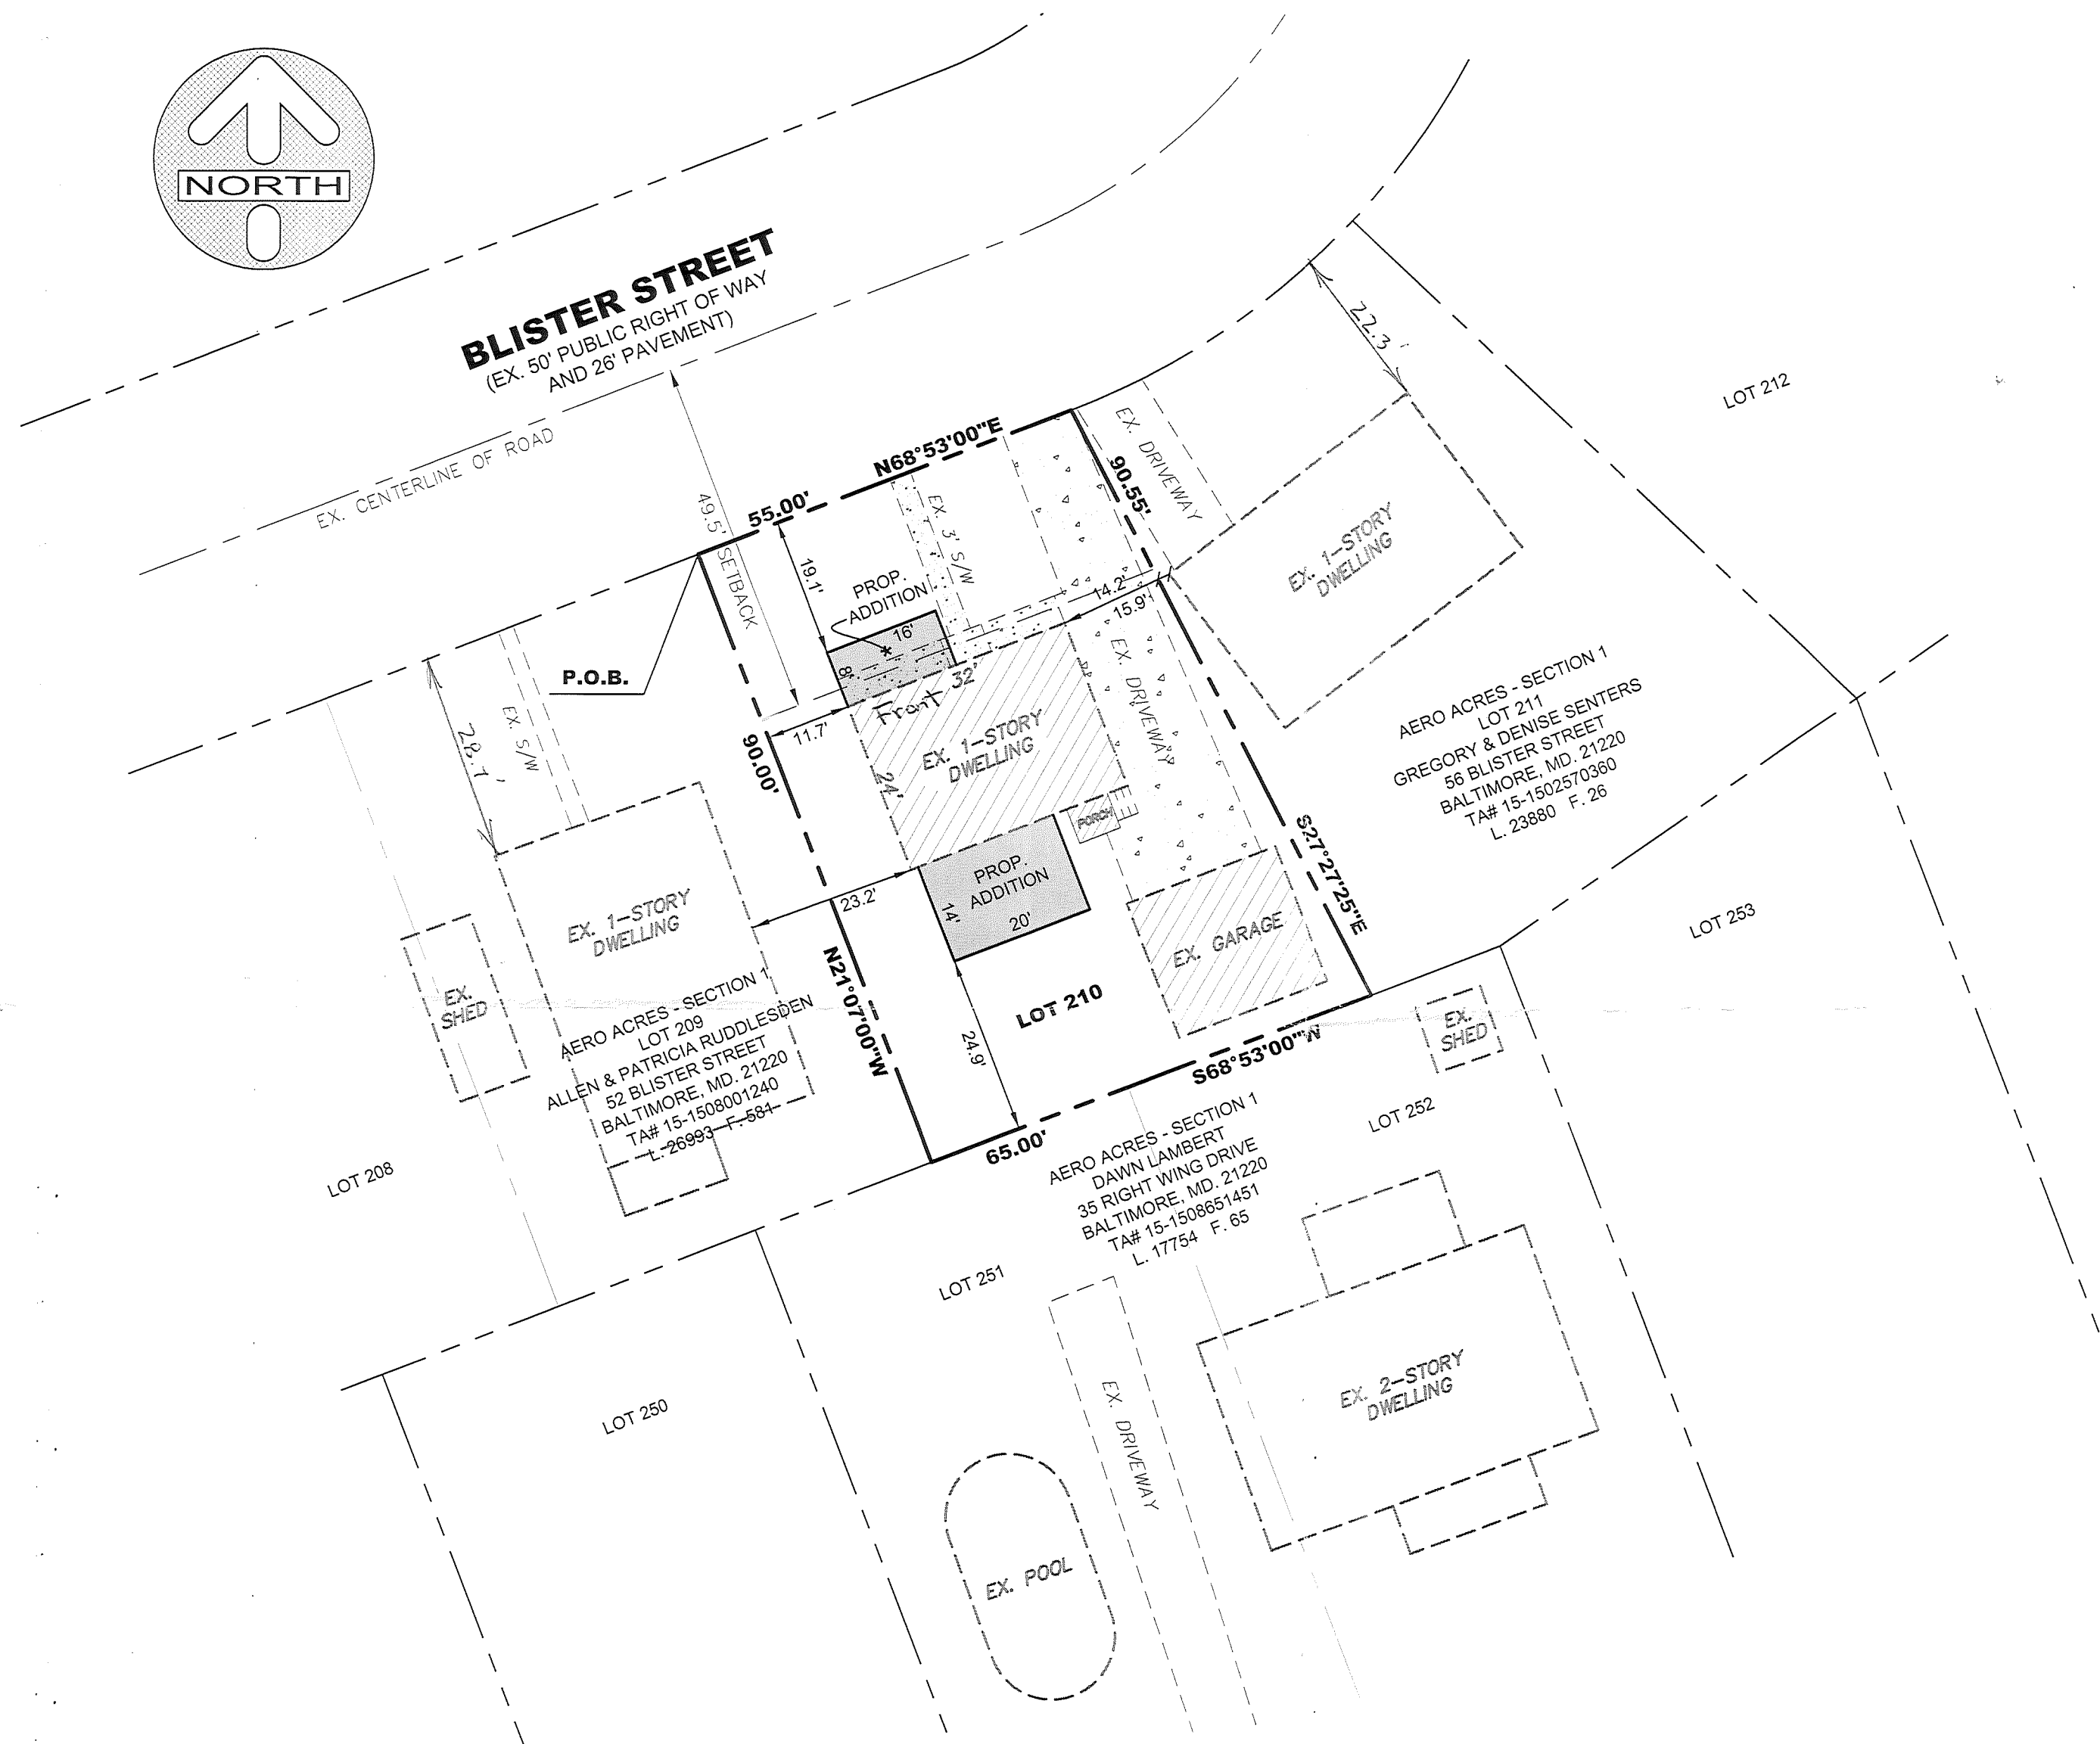 NORTH
BLISTER STREET
(EX. 50' PUBLIC RIGHT OF WAY
AND 26' PAVEMENT)
EX. CENTERLINE OF ROAD
49.5' SETBACK
N68°53'00"E
55.00'
EX. DRIVEWAY
90.55'
22.3'
LOT 212
EX. 3' S/W
19.1'
PROP.
ADDITION
16'
*
8'
14.2'
15.9'
EX. 1-STORY
DWELLING
P.O.B.
EX. S/W
11.7'
Front
32'
24'
EX. 1-STORY
DWELLING
EX. DRIVEWAY
PORCH
90.00'
AERO ACRES - SECTION 1
LOT 211
GREGORY & DENISE SENTERS
56 BLISTER STREET
BALTIMORE, MD. 21220
TA# 15-1502570360
L. 23880 F. 26
S27°27'25"E
PROP.
ADDITION
14'
20'
23.2'
EX. GARAGE
EX. 1-STORY
DWELLING
EX.
SHED
N21°07'00"W
LOT 210
24.9'
LOT 253
AERO ACRES - SECTION 1
LOT 209
ALLEN & PATRICIA RUDDLESDEN
52 BLISTER STREET
BALTIMORE, MD. 21220
TA# 15-1508001240
L. 26993 F. 581
S68°53'00"W
65.00'
EX.
SHED
LOT 252
AERO ACRES - SECTION 1
DAWN LAMBERT
35 RIGHT WING DRIVE
BALTIMORE, MD. 21220
TA# 15-1508651451
L. 17754 F. 65
LOT 208
LOT 251
LOT 250
EX. DRIVEWAY
EX. 2-STORY
DWELLING
EX. POOL